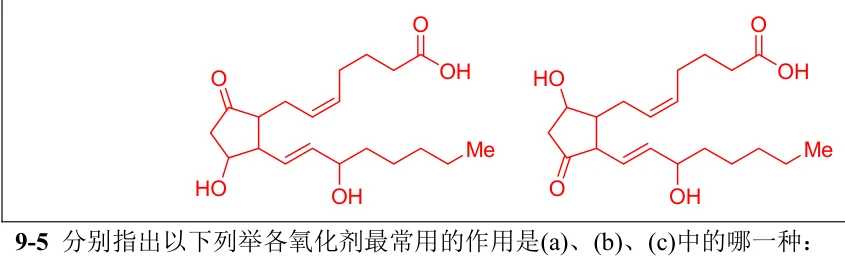 O O
OH OH
O HO
Me Me
HO OH O OH
9-5 分别指出以下列举各氧化剂最常用的作用是(a)、(b)、(c)中的哪一种：